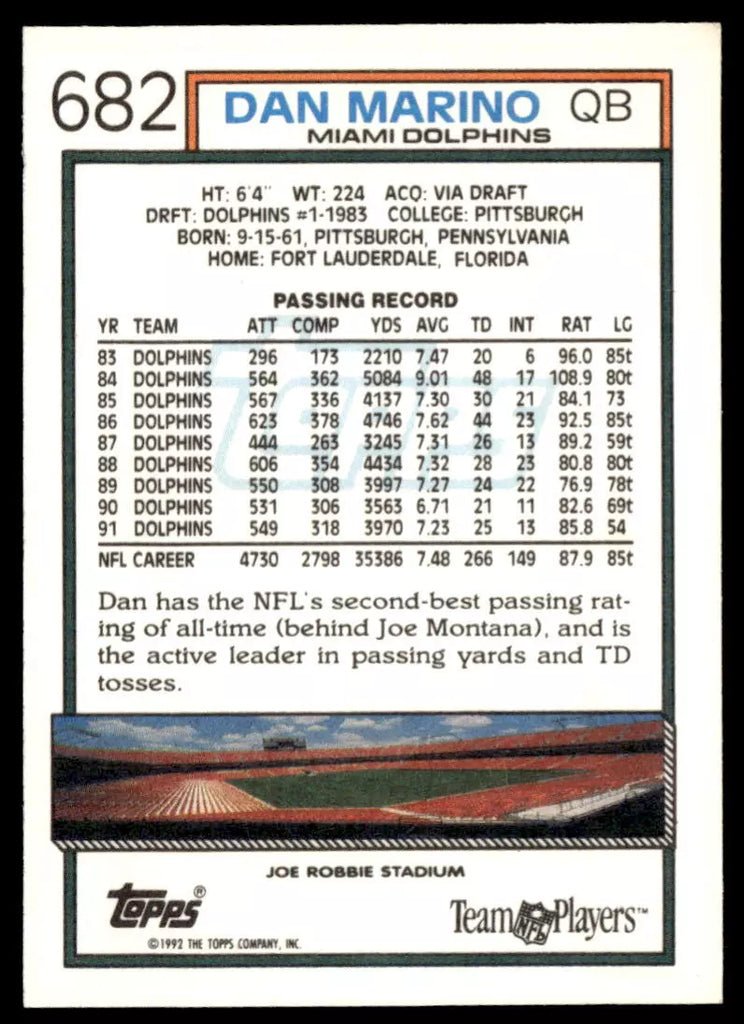 682
DAN MARINO QB
MIAMI DOLPHINS
HT: 6'4" WT: 224 ACQ: VIA DRAFT
DRFT: DOLPHINS #1-1983 COLLEGE: PITTSBURGH
BORN: 9-15-61, PITTSBURGH, PENNSYLVANIA
HOME: FORT LAUDERDALE, FLORIDA
PASSING RECORD
YR TEAM ATT COMP YDS AVG TD INT RAT LG
83 DOLPHINS 296 173 2210 7.47 20 6 96.0 85t
84 DOLPHINS 564 362 5084 9.01 48 17 108.9 80t
85 DOLPHINS 567 336 4137 7.30 30 21 84.1 73
86 DOLPHINS 623 378 4746 7.62 44 23 92.5 85t
87 DOLPHINS 444 263 3245 7.31 26 13 89.2 59t
88 DOLPHINS 606 354 4434 7.32 28 23 80.8 80t
89 DOLPHINS 550 308 3997 7.27 24 22 76.9 78t
90 DOLPHINS 531 306 3563 6.71 21 11 82.6 69t
91 DOLPHINS 549 318 3970 7.23 25 13 85.8 54
NFL CAREER 4730 2798 35386 7.48 266 149 87.9 85t
Topps
Dan has the NFL's second-best passing rat-
ing of all-time (behind Joe Montana), and is
the active leader in passing yards and TD
tosses.
JOE ROBBIE STADIUM
Topps®
©1992 THE TOPPS COMPANY, INC.
Team NFL Players™